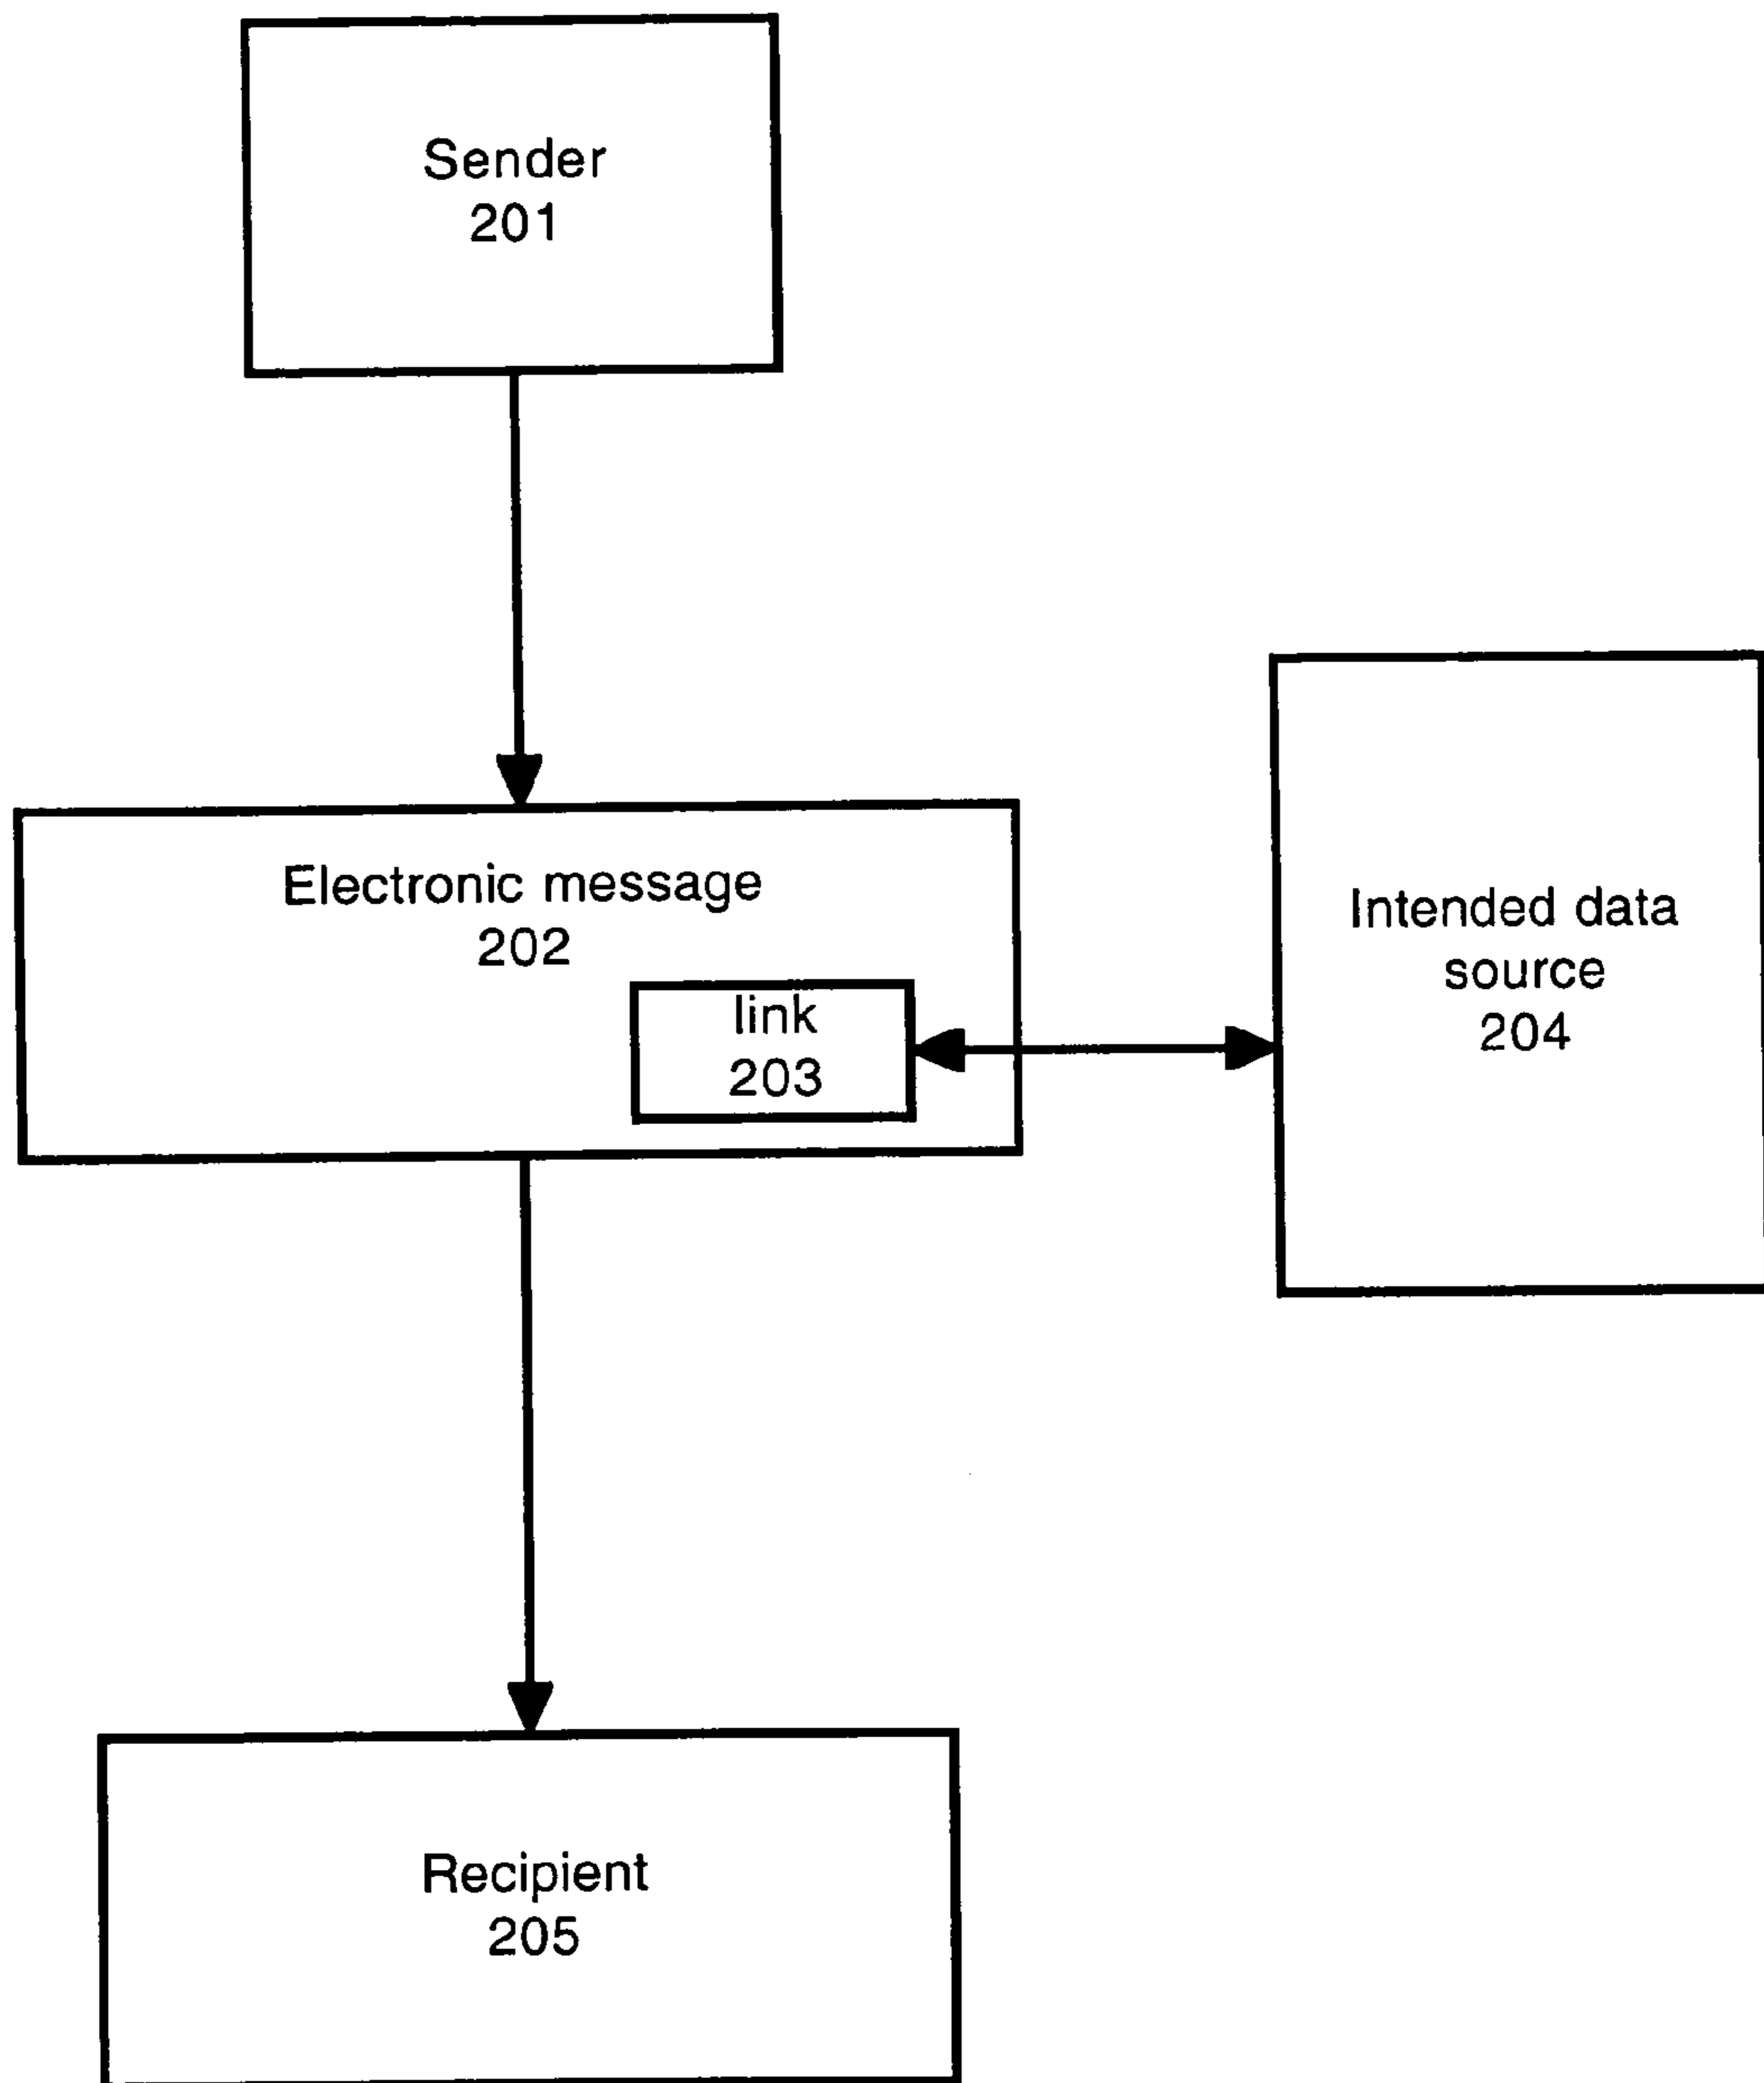 Sender
201
Electronic message
202
link
203
Intended data
source
204
Recipient
205